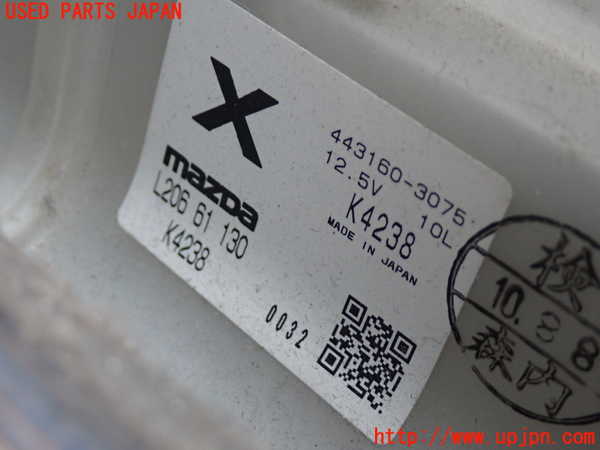 USED PARTS JAPAN
X
443160-3075
12.5V 10L
mazda
K4238
L206 61 130
MADE IN JAPAN
K4238
0032
検
10.8.8
森内
http://www.upjpn.com/